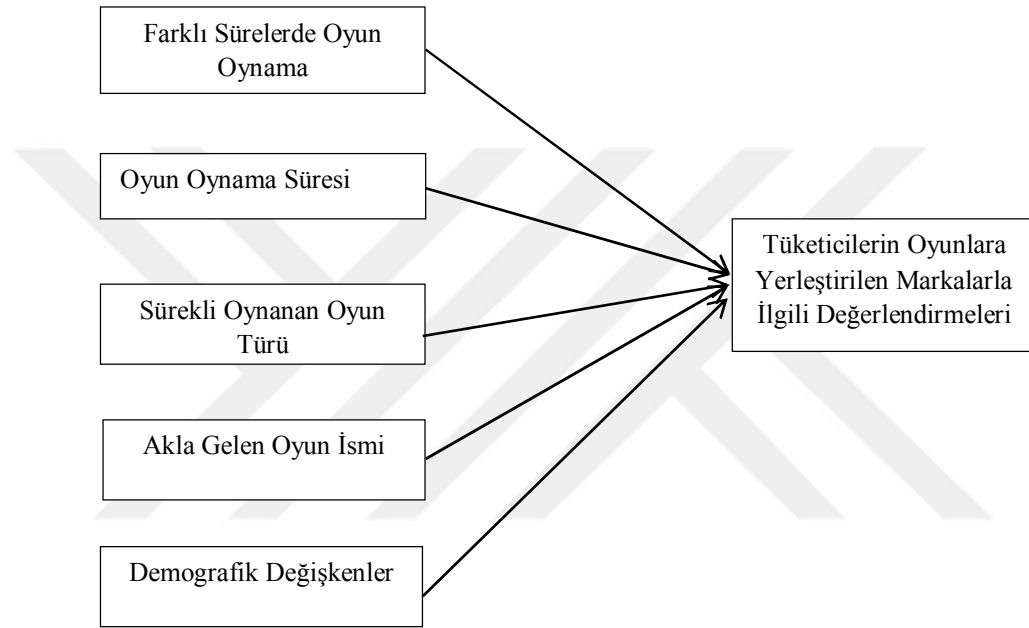 Farklı Sürelerde Oyun
Oynama
Oyun Oynama Süresi
Sürekli Oynanan Oyun
Türü
Akla Gelen Oyun İsmi
Demografik Değişkenler
Tüketicilerin Oyunlara
Yerleştirilen Markalarla
İlgili Değerlendirmeleri